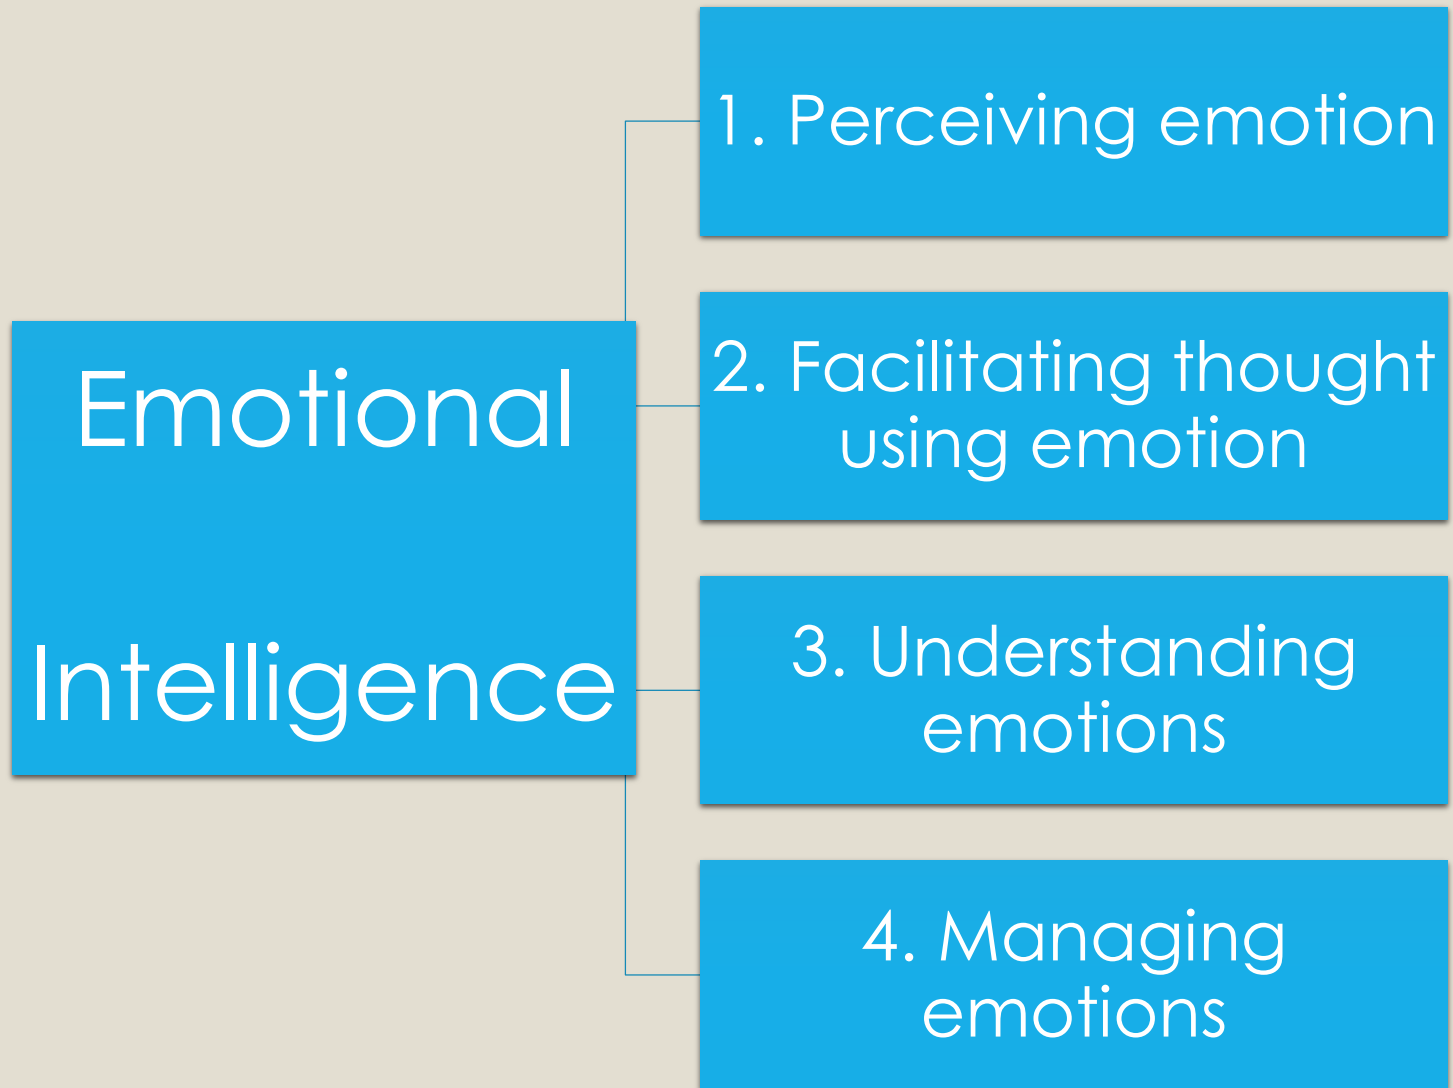 Emotional
Intelligence
1. Perceiving emotion
2. Facilitating thought
using emotion
3. Understanding
emotions
4. Managing
emotions